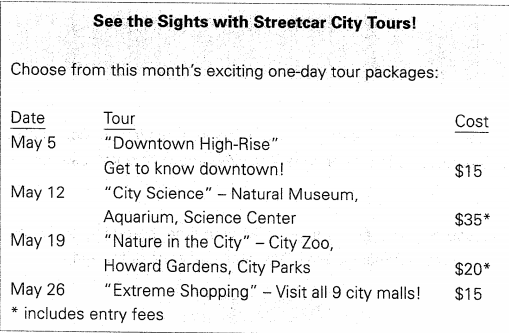 See the Sights with Streetcar City Tours!
Choose from this month's exciting one-day tour packages:
Date Tour Cost
May 5 "Downtown High-Rise"
Get to know downtown! $15
May 12 "City Science" – Natural Museum,
Aquarium, Science Center $35*
May 19 "Nature in the City" – City Zoo,
Howard Gardens, City Parks $20*
May 26 "Extreme Shopping" – Visit all 9 city malls! $15
* includes entry fees